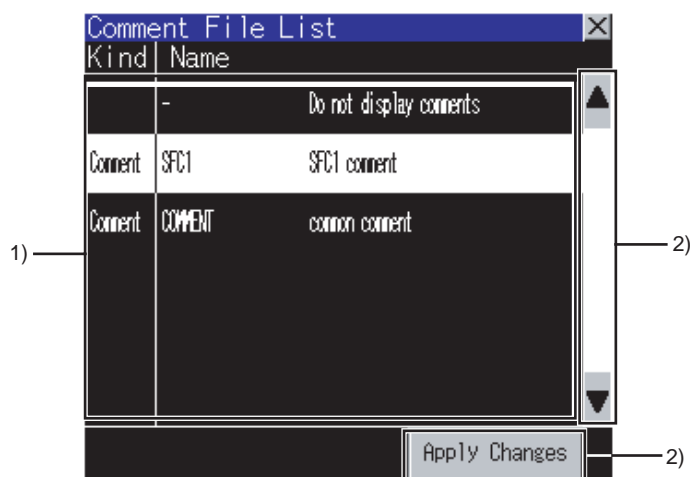 Comment File List
Kind Name
- Do not display comments
Comment SFC1 SFC1 comment
Comment COMMENT common comment
1)
2)
Apply Changes
2)